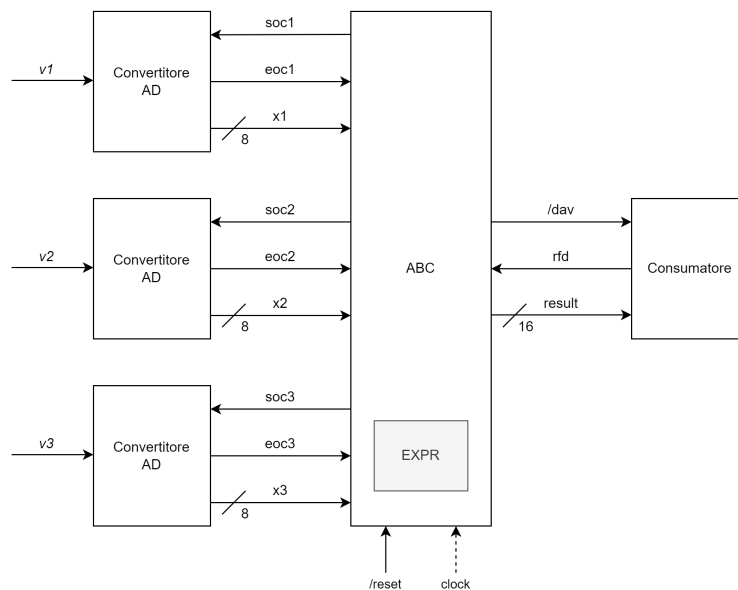 soc1
v1
Convertitore
AD
eoc1
x1
8
soc2
v2
Convertitore
AD
eoc2
x2
8
ABC
/dav
rfd
result
16
Consumatore
soc3
v3
Convertitore
AD
eoc3
x3
8
EXPR
/reset
clock